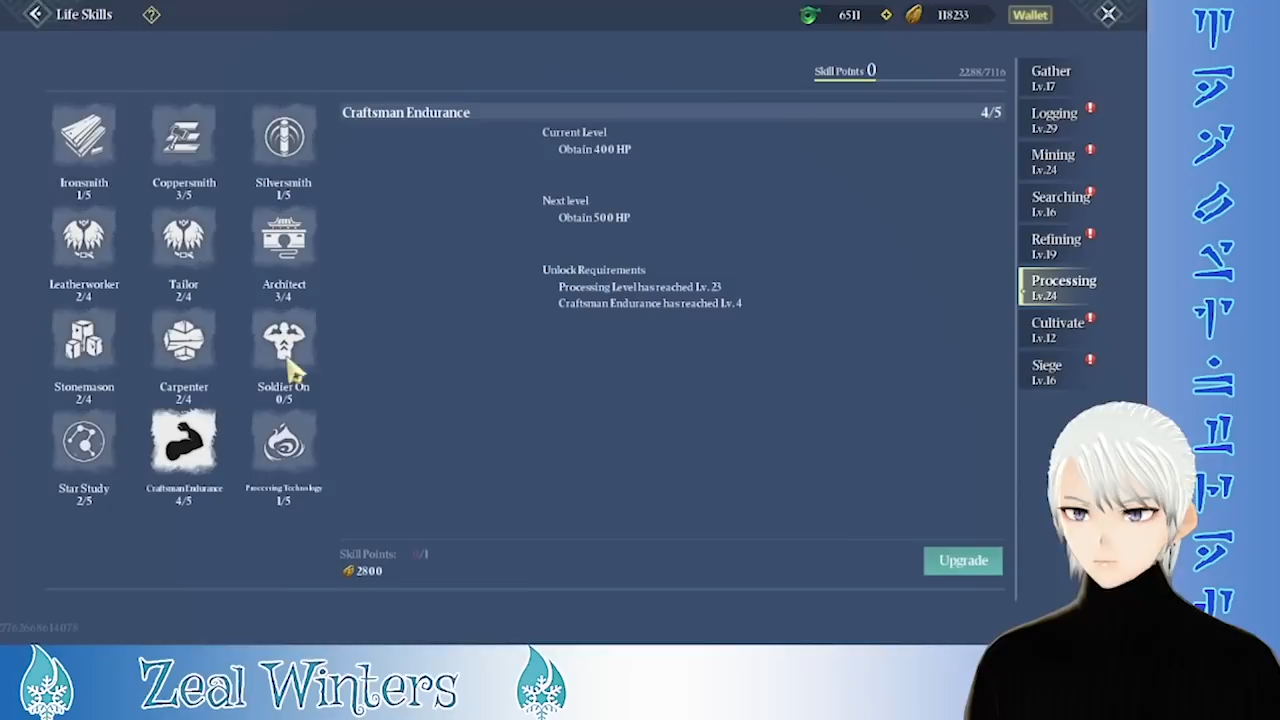 Life Skills
6511
118233
Wallet
Skill Points 0
2288/7116
Craftsman Endurance
4/5
Current Level
Obtain 400 HP
Next level
Obtain 500 HP
Unlock Requirements
Processing Level has reached Lv. 23
Craftsman Endurance has reached Lv. 4
Ironsmith
1/5
Coppersmith
3/5
Silversmith
1/5
Leatherworker
2/4
Tailor
2/4
Architect
3/4
Stonemason
2/4
Carpenter
2/4
Soldier On
0/5
Star Study
2/5
Craftsman Endurance
4/5
Processing Technology
1/5
Skill Points: 0/1
2800
Upgrade
Gather
Lv.17
Logging
Lv.29
Mining
Lv.24
Searching
Lv.16
Refining
Lv.19
Processing
Lv.24
Cultivate
Lv.12
Siege
Lv.16
Zeal Winters